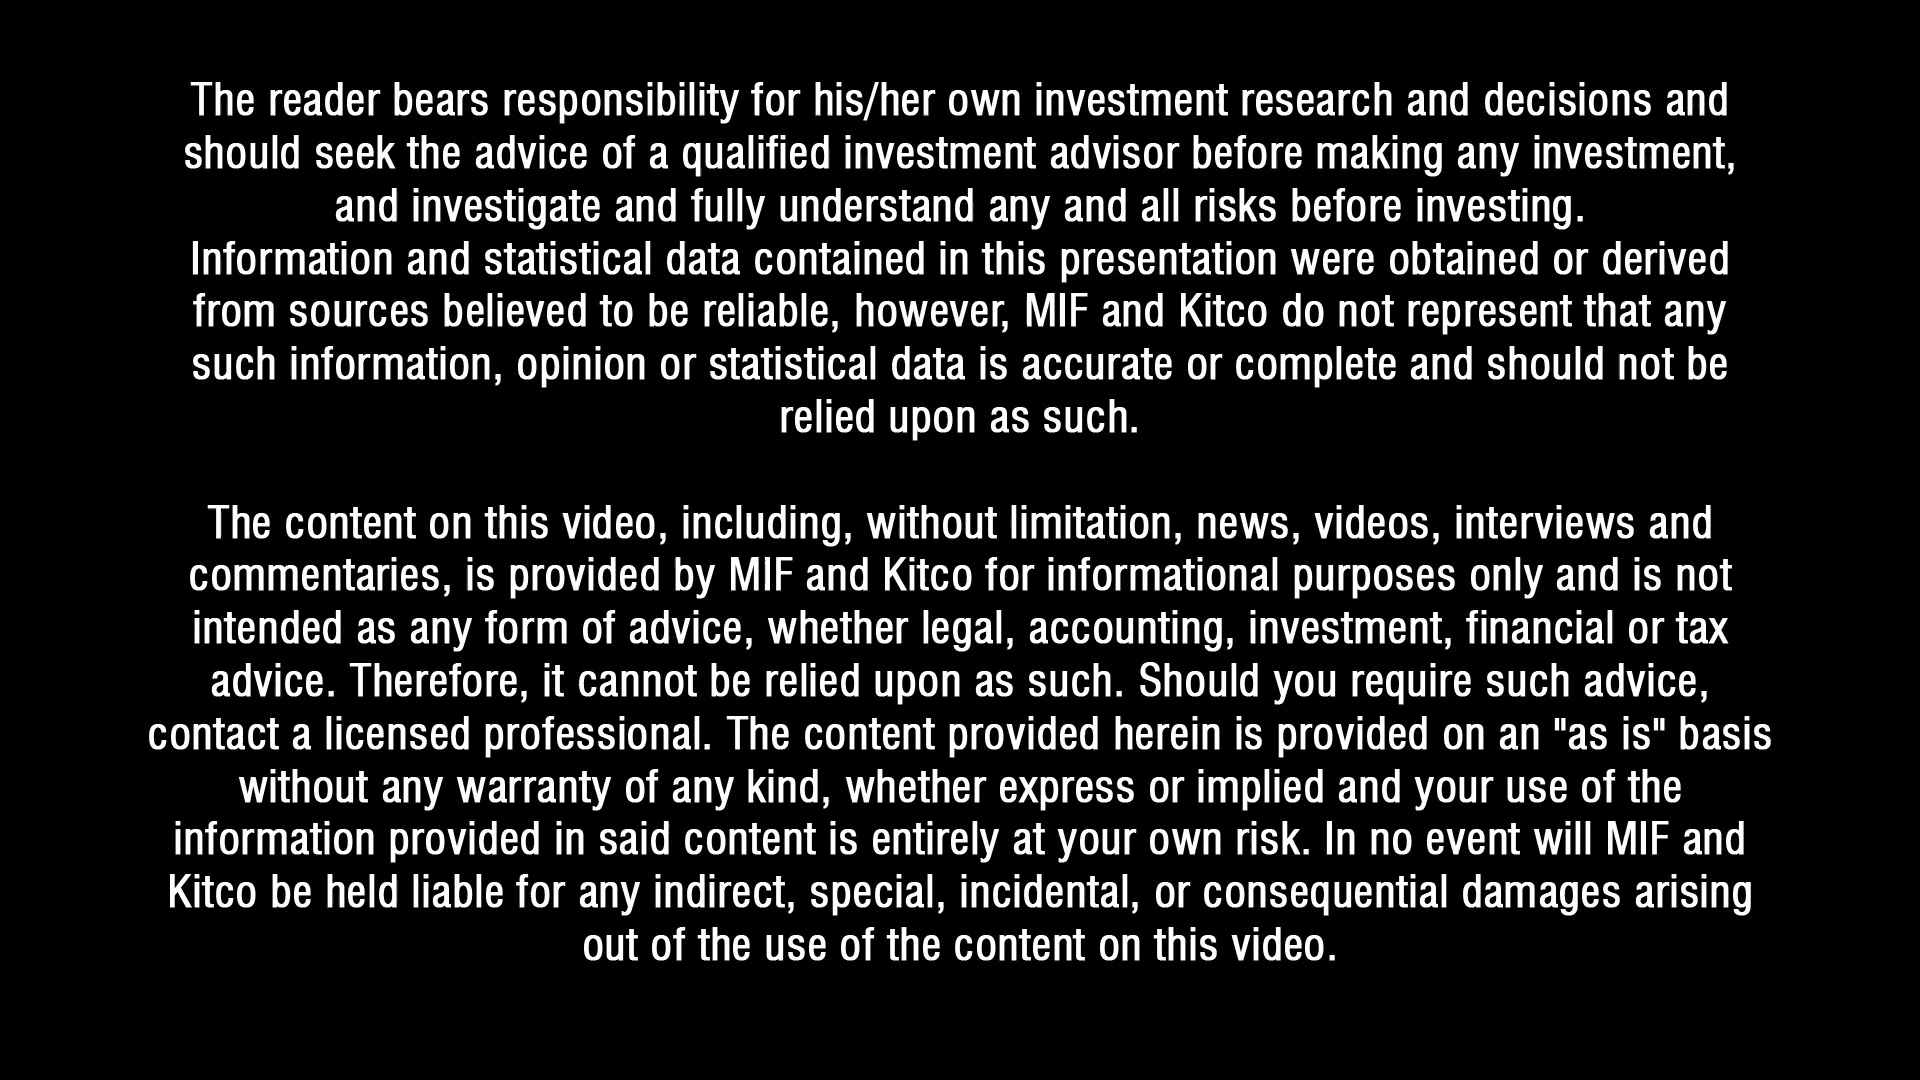 The reader bears responsibility for his/her own investment research and decisions and
should seek the advice of a qualified investment advisor before making any investment,
and investigate and fully understand any and all risks before investing.
Information and statistical data contained in this presentation were obtained or derived
from sources believed to be reliable, however, MIF and Kitco do not represent that any
such information, opinion or statistical data is accurate or complete and should not be
relied upon as such.
The content on this video, including, without limitation, news, videos, interviews and
commentaries, is provided by MIF and Kitco for informational purposes only and is not
intended as any form of advice, whether legal, accounting, investment, financial or tax
advice. Therefore, it cannot be relied upon as such. Should you require such advice,
contact a licensed professional. The content provided herein is provided on an "as is" basis
without any warranty of any kind, whether express or implied and your use of the
information provided in said content is entirely at your own risk. In no event will MIF and
Kitco be held liable for any indirect, special, incidental, or consequential damages arising
out of the use of the content on this video.